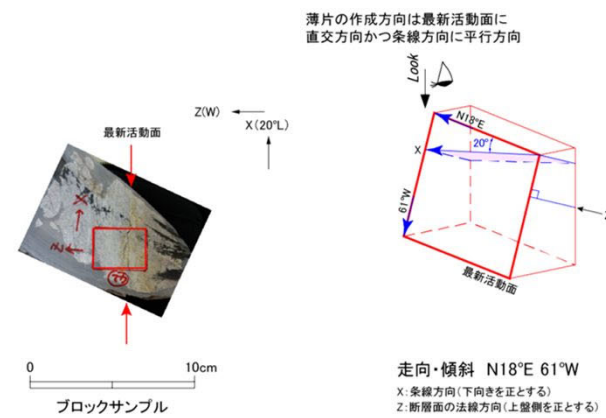 薄片の作成方向は最新活動面に
直交方向かつ条線方向に平行方向
Look
Z(W)
X(20°L)
最新活動面
X
Z
0
10cm
ブロックサンプル
N18°E
20°
X
61°W
Z
最新活動面
走向・傾斜 N18°E 61°W
X:条線方向(下向きを正とする)
Z:断層面の法線方向(上盤側を正とする)